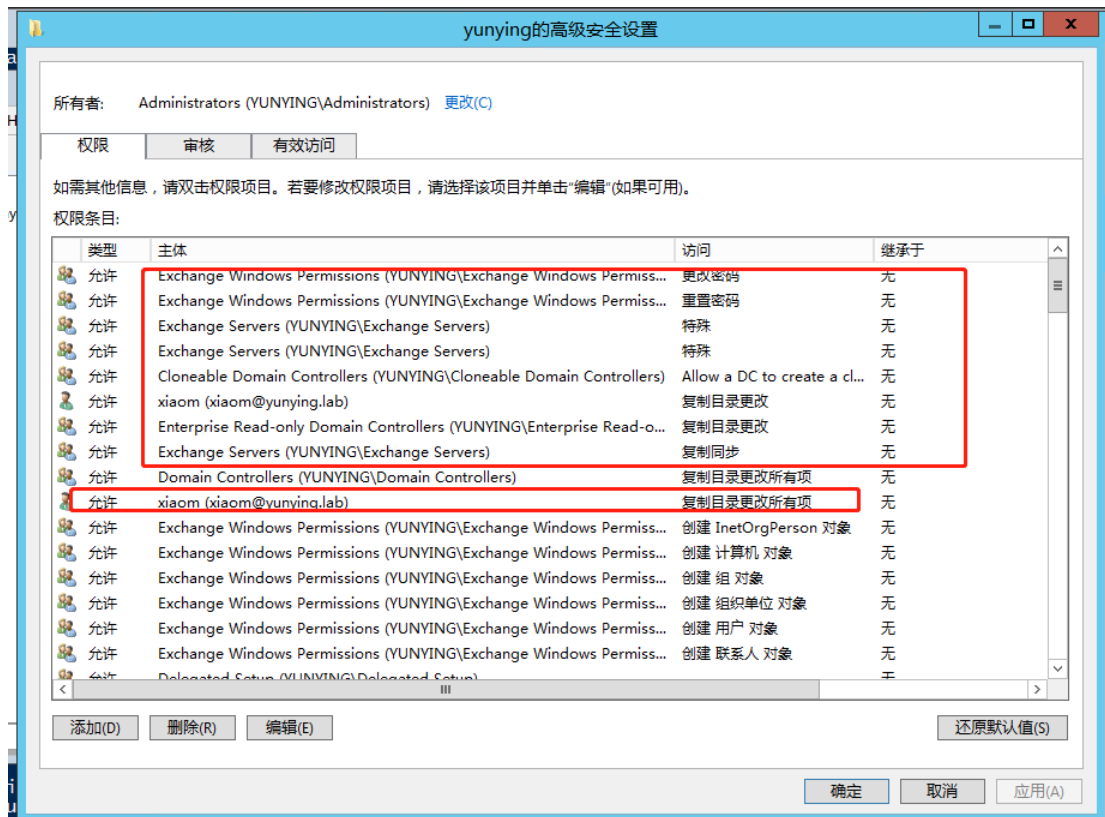 yunying的高级安全设置
所有者: Administrators (YUNYING\Administrators) 更改(C)
权限 审核 有效访问
如需其他信息，请双击权限项目。若要修改权限项目，请选择该项目并单击“编辑”(如果可用)。
权限条目:
类型 主体 访问 继承于
允许 Exchange Windows Permissions (YUNYING\Exchange Windows Permiss... 更改密码 无
允许 Exchange Windows Permissions (YUNYING\Exchange Windows Permiss... 重置密码 无
允许 Exchange Servers (YUNYING\Exchange Servers) 特殊 无
允许 Exchange Servers (YUNYING\Exchange Servers) 特殊 无
允许 Cloneable Domain Controllers (YUNYING\Cloneable Domain Controllers) Allow a DC to create a cl... 无
允许 xiaom (xiaom@yunying.lab) 复制目录更改 无
允许 Enterprise Read-only Domain Controllers (YUNYING\Enterprise Read-o... 复制目录更改 无
允许 Exchange Servers (YUNYING\Exchange Servers) 复制同步 无
允许 Domain Controllers (YUNYING\Domain Controllers) 复制目录更改所有项 无
允许 xiaom (xiaom@yunying.lab) 复制目录更改所有项 无
允许 Exchange Windows Permissions (YUNYING\Exchange Windows Permiss... 创建 InetOrgPerson 对象 无
允许 Exchange Windows Permissions (YUNYING\Exchange Windows Permiss... 创建 计算机 对象 无
允许 Exchange Windows Permissions (YUNYING\Exchange Windows Permiss... 创建 组 对象 无
允许 Exchange Windows Permissions (YUNYING\Exchange Windows Permiss... 创建 组织单位 对象 无
允许 Exchange Windows Permissions (YUNYING\Exchange Windows Permiss... 创建 用户 对象 无
允许 Exchange Windows Permissions (YUNYING\Exchange Windows Permiss... 创建 联系人 对象 无
允许 Delegated Setup (YUNYING\Delegated Setup) 无
添加(D) 删除(R) 编辑(E) 还原默认值(S)
确定 取消 应用(A)